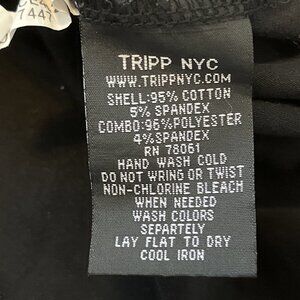 7447
TRIPP NYC
WWW.TRIPPNYC.COM
SHELL:95% COTTON
5% SPANDEX
COMBO:96%POLYESTER
4%SPANDEX
RN 78061
HAND WASH COLD
DO NOT WRING OR TWIST
NON-CHLORINE BLEACH
WHEN NEEDED
WASH COLORS
SEPARTELY
LAY FLAT TO DRY
COOL IRON